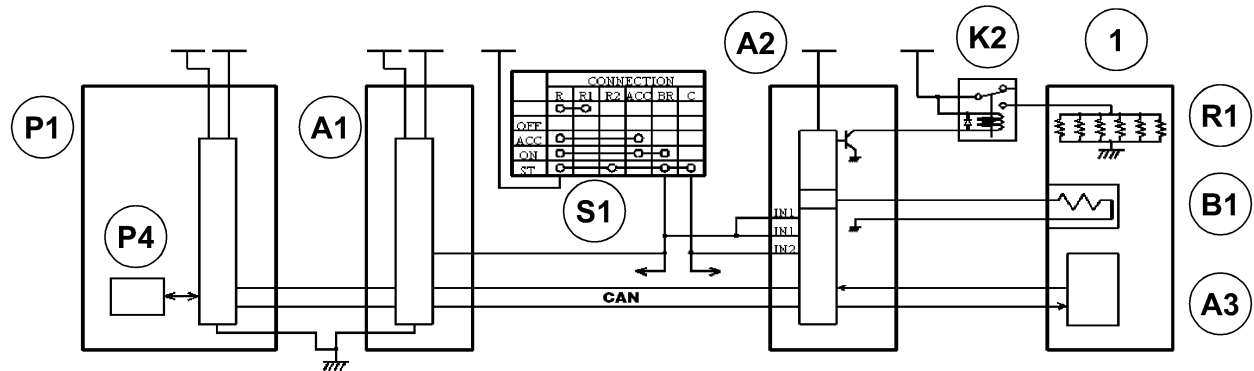 P1
A1
A2
K2
1
CONNECTION
R R1 R2 ACC BR C
OFF
ACC
ON
ST
S1
R1
B1
P4
IN1
IN1
IN2
CAN
A3